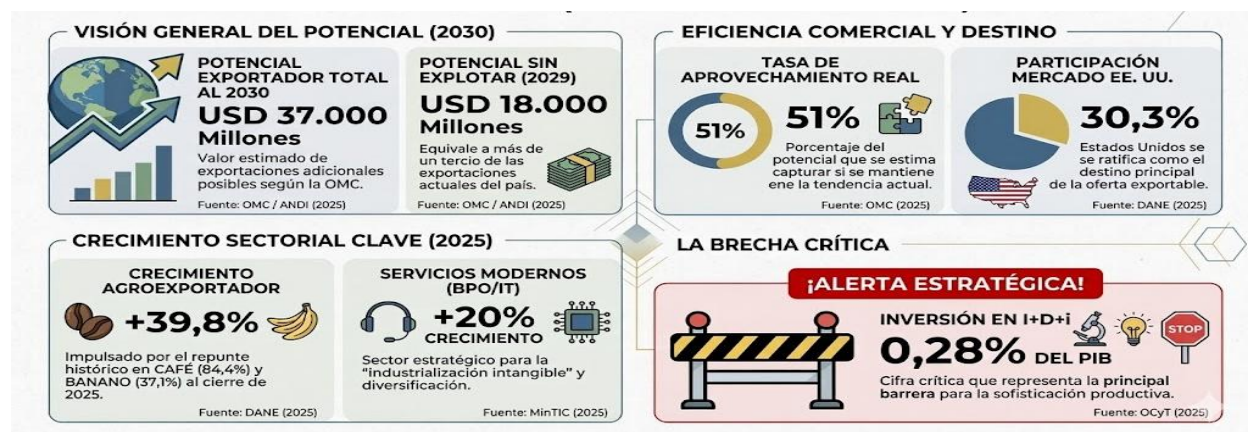 VISIÓN GENERAL DEL POTENCIAL (2030)
POTENCIAL
EXPORTADOR TOTAL
AL 2030
USD 37.000
Millones
Valor estimado de
exportaciones adicionales
posibles según la OMC.
Fuente: OMC / ANDI (2025)
POTENCIAL SIN
EXPLOTAR (2029)
USD 18.000
Millones
Equivale a más de
un tercio de las
exportaciones
actuales del país.
Fuente: OMC / ANDI (2025)
EFICIENCIA COMERCIAL Y DESTINO
TASA DE
APROVECHAMIENTO REAL
51%
51%
Porcentaje del
potencial que se estima
capturar si se mantiene
ene la tendencia actual.
Fuente: OMC (2025)
PARTICIPACIÓN
MERCADO EE. UU.
30,3%
Estados Unidos se
se ratifica como el
destino principal
de la oferta exportable.
Fuente: DANE (2025)
CRECIMIENTO SECTORIAL CLAVE (2025)
CRECIMIENTO
AGROEXPORTADOR
+39,8%
Impulsado por el repunte
histórico en CAFÉ (84,4%) y
BANANO (37,1%) al cierre de
2025.
Fuente: DANE (2025)
SERVICIOS MODERNOS
(BPO/IT)
+20%
CRECIMIENTO
Sector estratégico para la
"industrialización intangible" y
diversificación.
Fuente: MinTIC (2025)
LA BRECHA CRÍTICA
¡ALERTA ESTRATÉGICA!
INVERSIÓN EN I+D+i
STOP
0,28% DEL PIB
Cifra crítica que representa la principal
barrera para la sofisticación productiva.
Fuente: OCyT (2025)